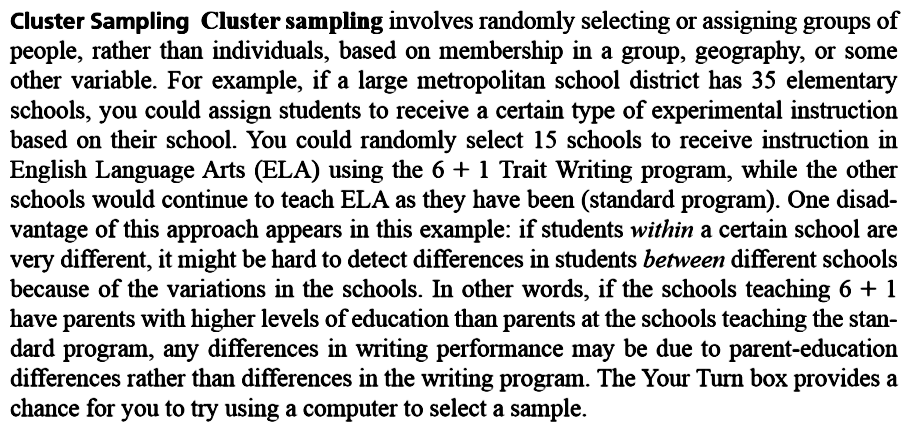 Cluster Sampling Cluster sampling involves randomly selecting or assigning groups of
people, rather than individuals, based on membership in a group, geography, or some
other variable. For example, if a large metropolitan school district has 35 elementary
schools, you could assign students to receive a certain type of experimental instruction
based on their school. You could randomly select 15 schools to receive instruction in
English Language Arts (ELA) using the 6 + 1 Trait Writing program, while the other
schools would continue to teach ELA as they have been (standard program). One disad-
vantage of this approach appears in this example: if students within a certain school are
very different, it might be hard to detect differences in students between different schools
because of the variations in the schools. In other words, if the schools teaching 6 + 1
have parents with higher levels of education than parents at the schools teaching the stan-
dard program, any differences in writing performance may be due to parent-education
differences rather than differences in the writing program. The Your Turn box provides a
chance for you to try using a computer to select a sample.